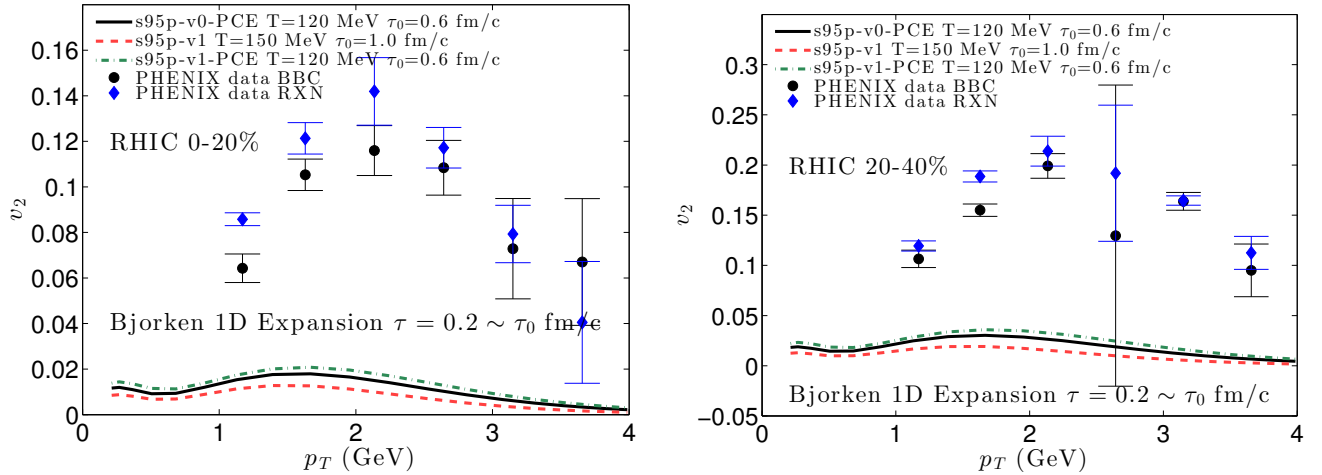 s95p-v0-PCE T=120 MeV τ₀=0.6 fm/c
s95p-v1 T=150 MeV τ₀=1.0 fm/c
s95p-v1-PCE T=120 MeV τ₀=0.6 fm/c
PHENIX data BBC
PHENIX data RXN
RHIC 0-20%
Bjorken 1D Expansion τ = 0.2 ∼ τ₀ fm/c
v₂
0.16
0.14
0.12
0.1
0.08
0.06
0.04
0.02
0
0 1 2 3 4
p_T (GeV)
s95p-v0-PCE T=120 MeV τ₀=0.6 fm/c
s95p-v1 T=150 MeV τ₀=1.0 fm/c
s95p-v1-PCE T=120 MeV τ₀=0.6 fm/c
PHENIX data BBC
PHENIX data RXN
RHIC 20-40%
Bjorken 1D Expansion τ = 0.2 ∼ τ₀ fm/c
v₂
0.3
0.25
0.2
0.15
0.1
0.05
0
−0.05
0 1 2 3 4
p_T (GeV)